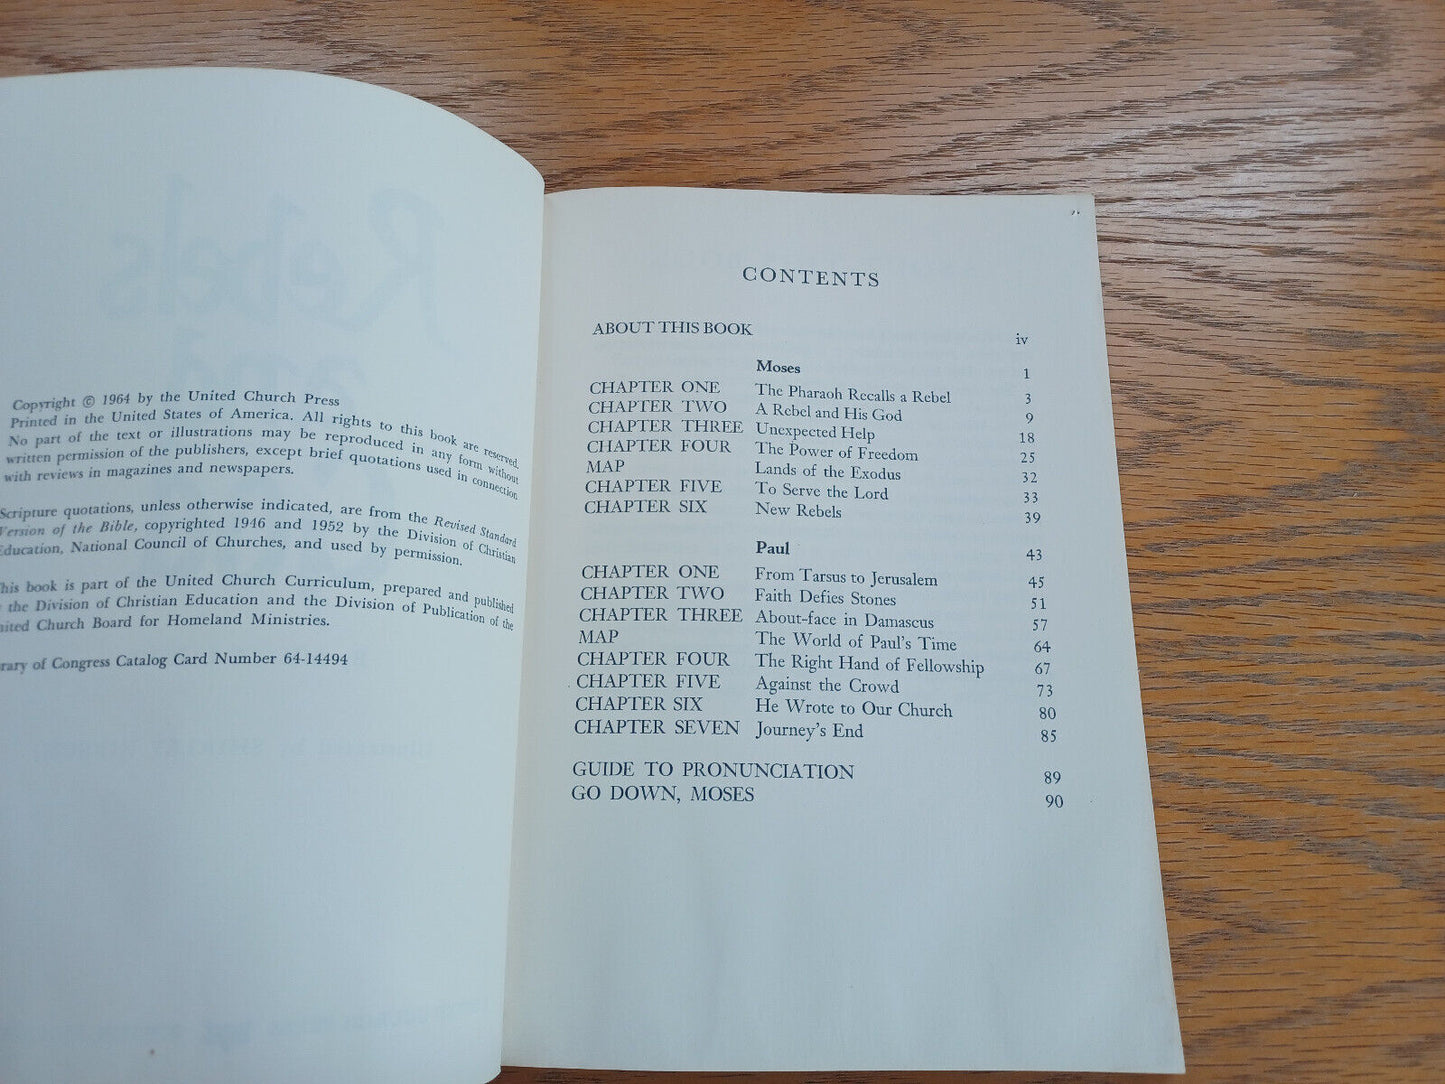 Copyright © 1964 by the United Church Press
Printed in the United States of America. All rights to this book are reserved.
No part of the text or illustrations may be reproduced in any form without
written permission of the publishers, except brief quotations used in connection
with reviews in magazines and newspapers.
Scripture quotations, unless otherwise indicated, are from the Revised Standard
Version of the Bible, copyrighted 1946 and 1952 by the Division of Christian
Education, National Council of Churches, and used by permission.
This book is part of the United Church Curriculum, prepared and published
the Division of Christian Education and the Division of Publication of the
United Church Board for Homeland Ministries.
Library of Congress Catalog Card Number 64-14494
Rebels
and
CONTENTS
ABOUT THIS BOOK iv
Moses 1
CHAPTER ONE The Pharaoh Recalls a Rebel 3
CHAPTER TWO A Rebel and His God 9
CHAPTER THREE Unexpected Help 18
CHAPTER FOUR The Power of Freedom 25
MAP Lands of the Exodus 32
CHAPTER FIVE To Serve the Lord 33
CHAPTER SIX New Rebels 39
Paul 43
CHAPTER ONE From Tarsus to Jerusalem 45
CHAPTER TWO Faith Defies Stones 51
CHAPTER THREE About-face in Damascus 57
MAP The World of Paul's Time 64
CHAPTER FOUR The Right Hand of Fellowship 67
CHAPTER FIVE Against the Crowd 73
CHAPTER SIX He Wrote to Our Church 80
CHAPTER SEVEN Journey's End 85
GUIDE TO PRONUNCIATION 89
GO DOWN, MOSES 90